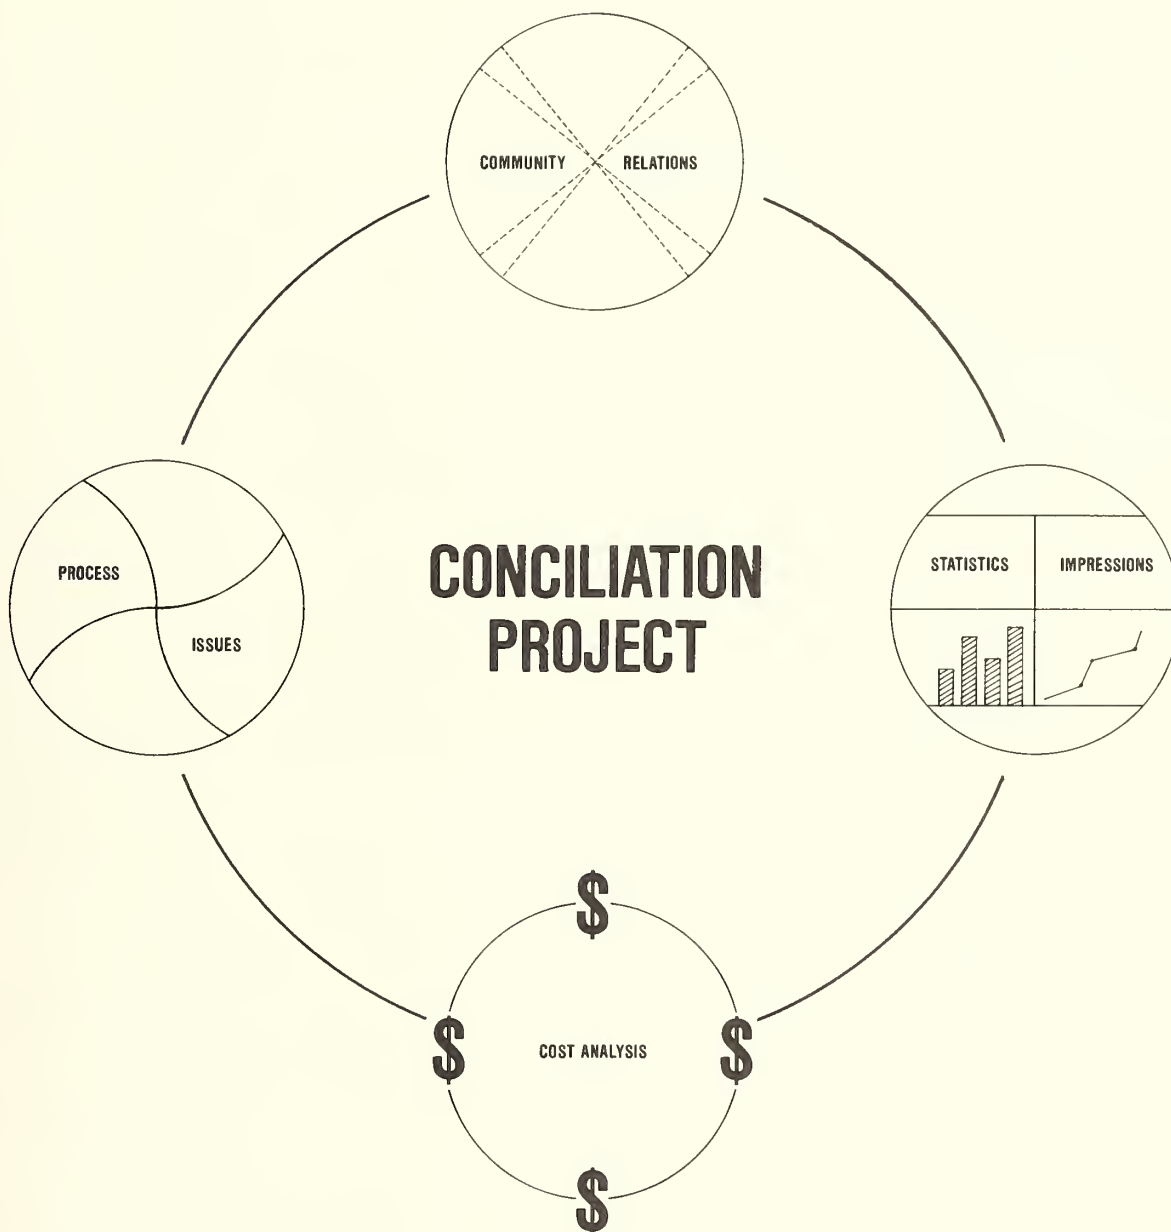 COMMUNITY RELATIONS
PROCESS
ISSUES
CONCILIATION
PROJECT
STATISTICS IMPRESSIONS
$
$ COST ANALYSIS $
$